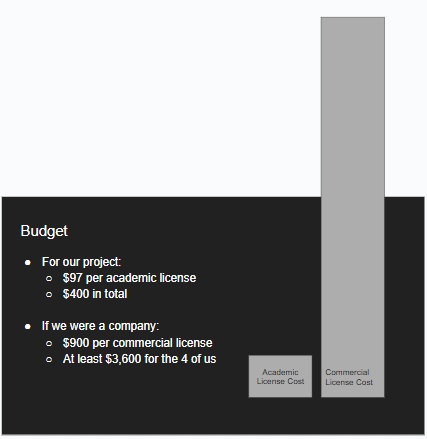 Budget
● For our project:
○ $97 per academic license
○ $400 in total
● If we were a company:
○ $900 per commercial license
○ At least $3,600 for the 4 of us
Academic
License Cost
Commercial
License Cost